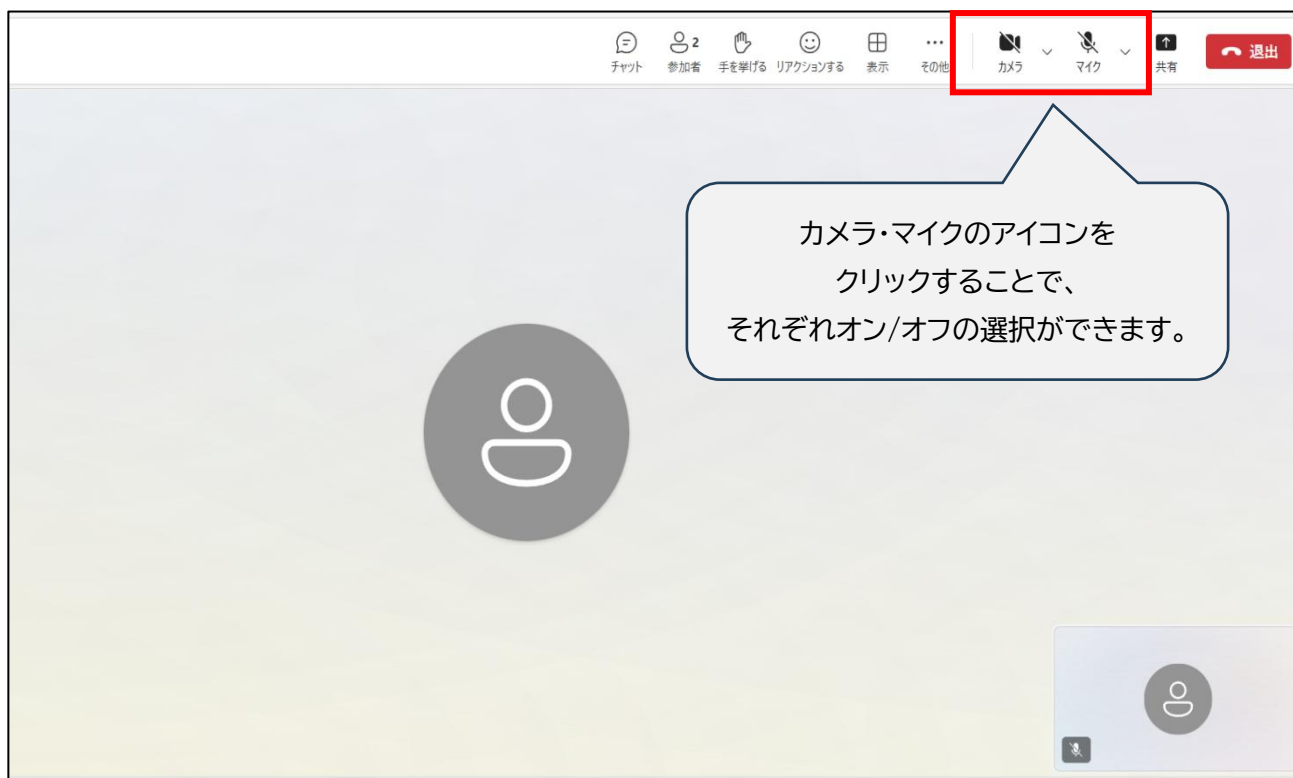 チャット 参加者 2 手を挙げる リアクションする 表示 その他 カメラ マイク 共有 退出
カメラ・マイクのアイコンを
クリックすることで、
それぞれオン/オフの選択ができます。